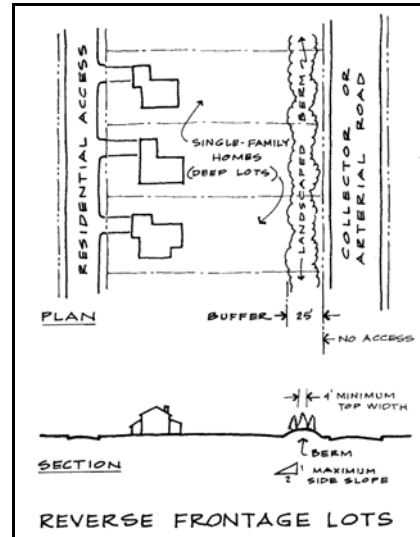 RESIDENTIAL ACCESS
SINGLE-FAMILY
HOMES
(DEEP LOTS)
LANDSCAPED BERM
COLLECTOR OR
ARTERIAL ROAD
PLAN
BUFFER 25'
NO ACCESS
4' MINIMUM
TOP WIDTH
BERM
SECTION
1
2
MAXIMUM
SIDE SLOPE
REVERSE FRONTAGE LOTS